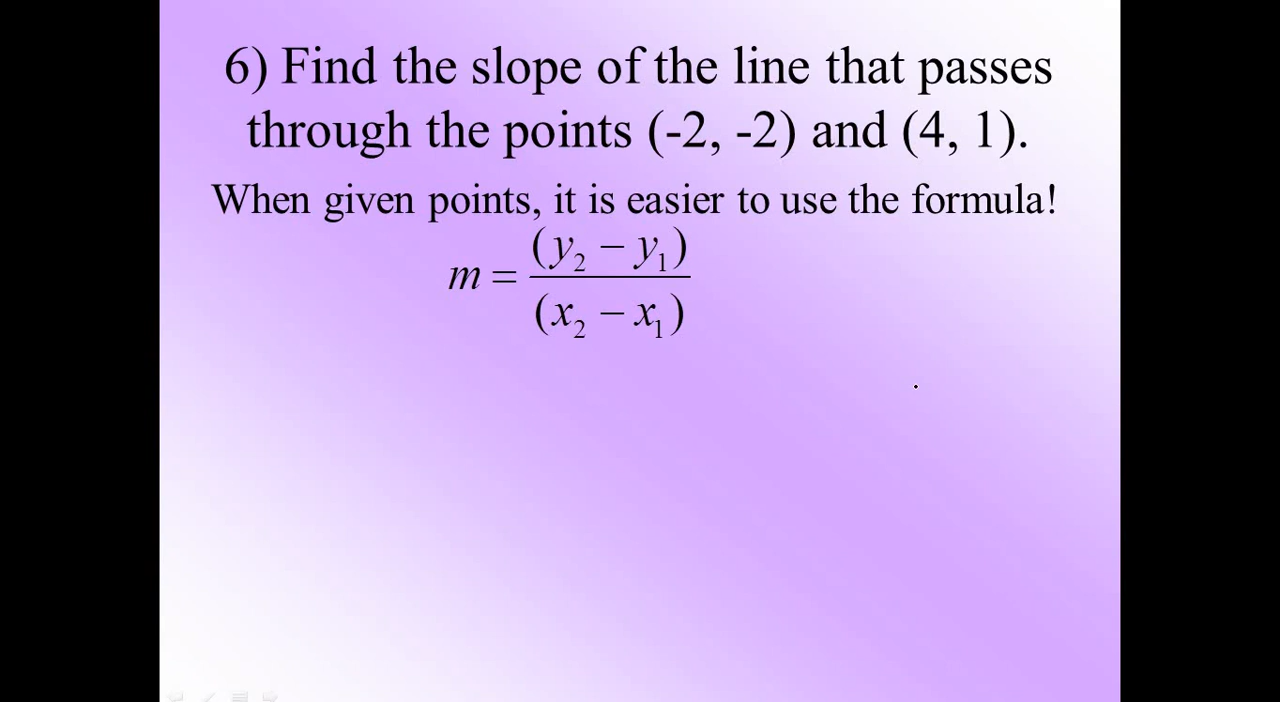 6) Find the slope of the line that passes
through the points (-2, -2) and (4, 1).
When given points, it is easier to use the formula!
m = (y₂ − y₁) / (x₂ − x₁)